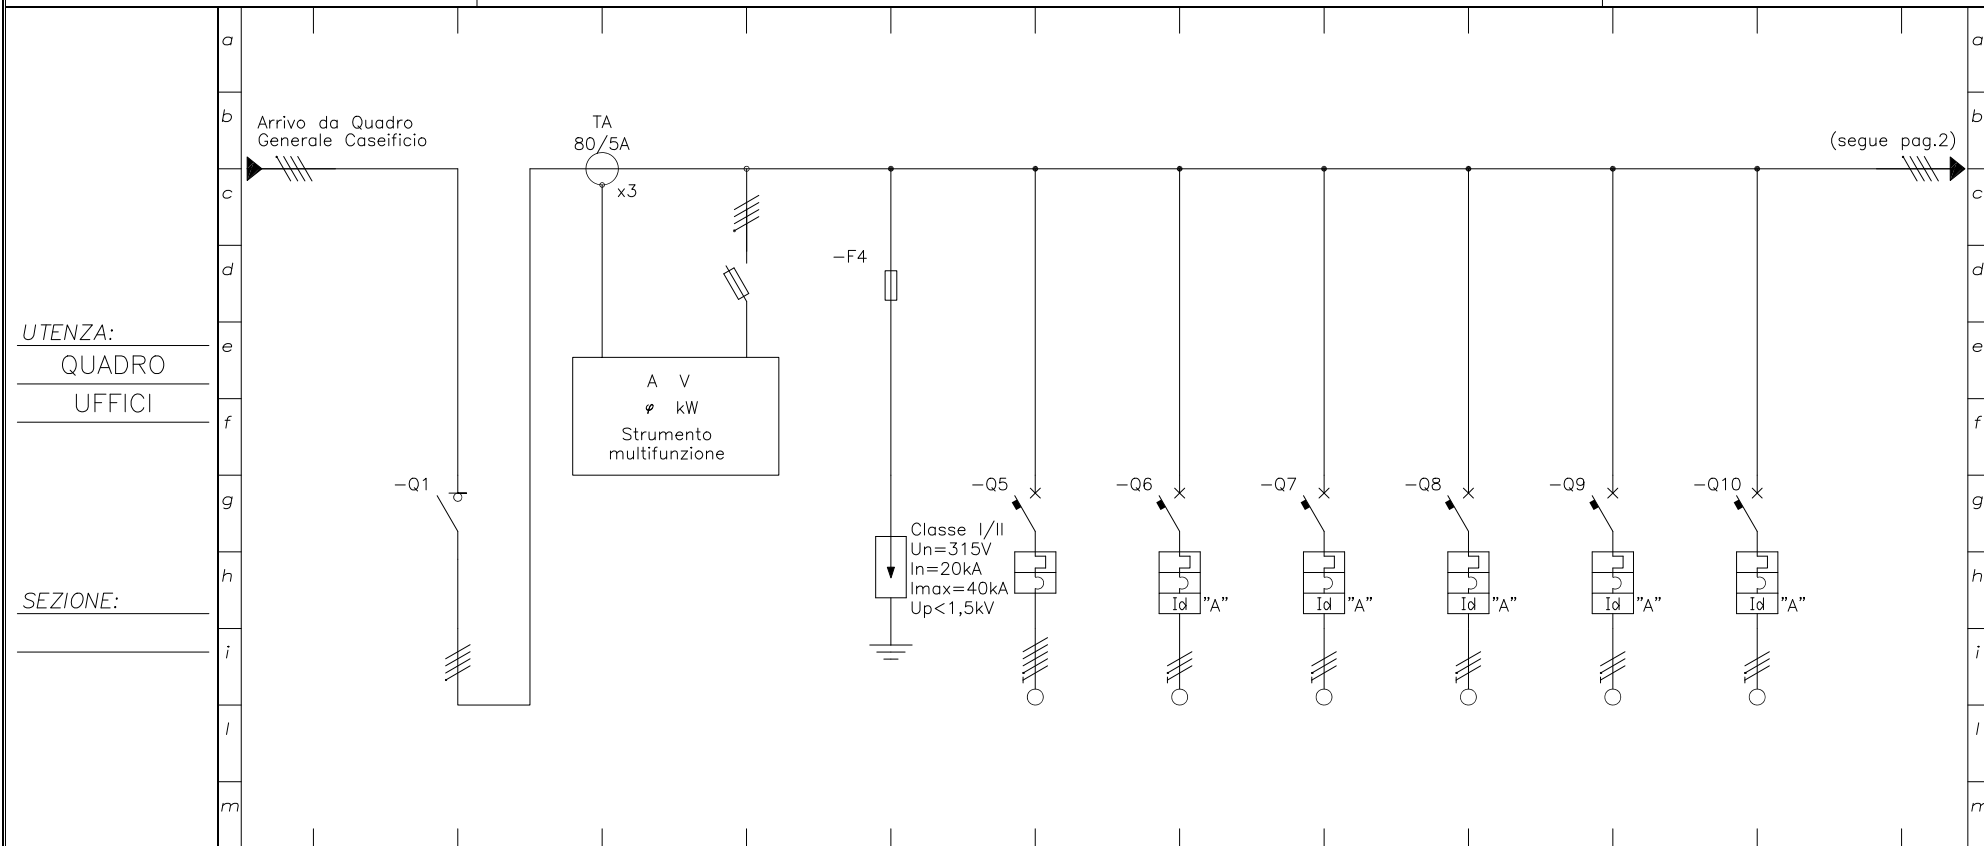 a
a
b
b
Arrivo da Quadro
Generale Caseificio
TA
80/5A
x3
(segue pag.2)
c
c
d
d
-F4
UTENZA:
QUADRO
UFFICI
e
e
A V
φ kW
Strumento
multifunzione
f
f
g
g
-Q1
-Q5
-Q6
-Q7
-Q8
-Q9
-Q10
Classe I/II
Un=315V
In=20kA
Imax=40kA
Up<1,5kV
h
h
Id "A"
Id "A"
Id "A"
Id "A"
Id "A"
SEZIONE:
i
i
l
l
m
m